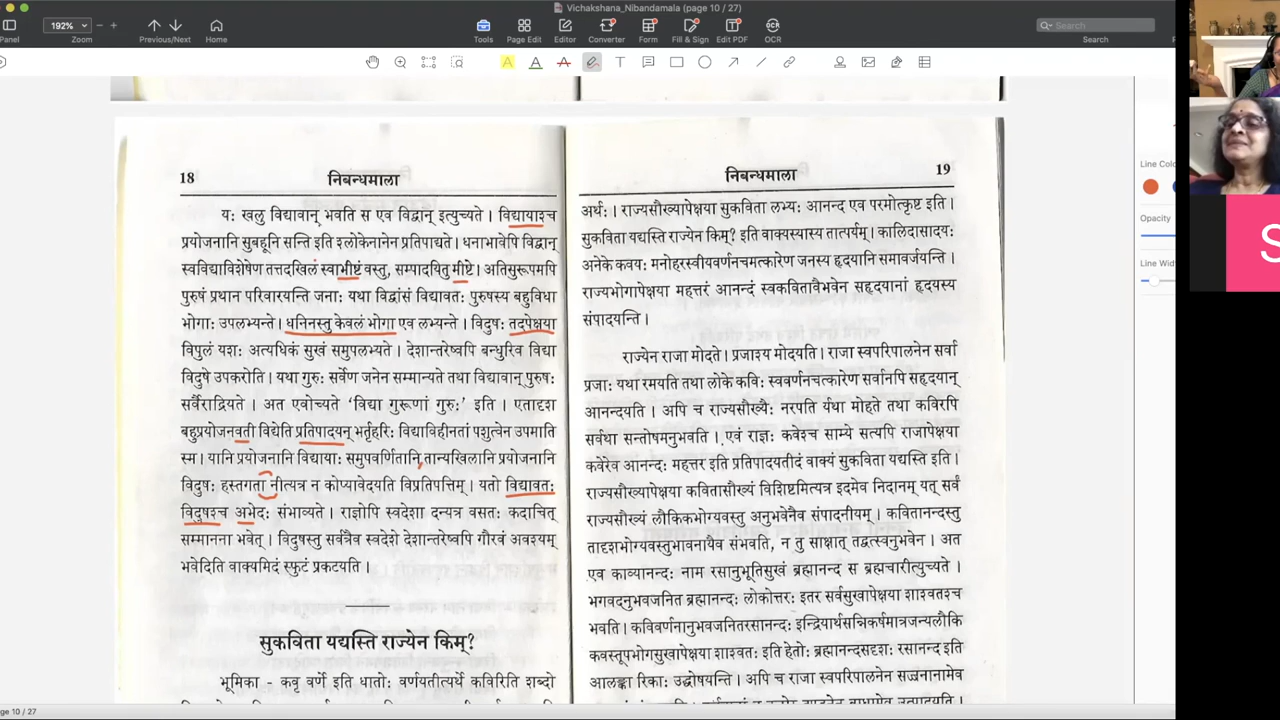 Vichakshana_Nibandamala (page 10 / 27)
192%
Panel
Zoom
Previous/Next
Home
Tools
Page Edit
Editor
Converter
Form
Fill & Sign
Edit PDF
OCR
Search
Search
18
निबन्धमाला
यः खलु विद्यावान् भवति स एव विद्वान् इत्युच्यते । विद्यायाश्च
प्रयोजनानि सुबहूनि सन्ति इति श्लोकेनानेन प्रतिपाद्यते। धनाभावेपि विद्वान्
स्वविद्याविशेषेण तत्तदखिलं स्वाभीष्टं वस्तु, सम्पादयितु मीष्टे। अतिसुरूपमपि
पुरुषं प्रधान परिवारयन्ति जनाः यथा विद्वांसं विद्यावतः पुरुषस्य बहुविधा
भोगाः उपलभ्यन्ते। धनिनस्तु केवलं भोगा एव लभ्यन्ते । विदुषः तदपेक्षया
विपुलं यशः अत्यधिकं सुखं समुपलभ्यते । देशान्तरेष्वपि बन्धुरिव विद्या
विदुषे उपकरोति। यथा गुरुः सर्वेण जनेन सम्मान्यते तथा विद्यावान् पुरुषः
सर्वैराद्रियते। अत एवोच्यते ‘विद्या गुरूणां गुरुः’ इति । एतादृश
बहुप्रयोजनवती विद्येति प्रतिपादयन् भर्तृहरिः विद्याविहीनतां पशुत्वेन उपमाति
स्म। यानि प्रयोजनानि विद्यायाः समुपवर्णितानि,तान्यखिलानि प्रयोजनानि
विदुषः हस्तगता नीत्यत्र न कोप्यावेदयति विप्रतिपत्तिम्। यतो विद्यावतः
विदुषश्च अभेदः संभाव्यते । राज्ञोपि स्वदेशा दन्यत्र वसतः कदाचित्
सम्मानना भवेत् । विदुषस्तु सर्वत्रैव स्वदेशे देशान्तरेष्वपि गौरवं अवश्यम्
भवेदिति वाक्यमिदं स्फुटं प्रकटयति ।
सुकविता यद्यस्ति राज्येन किम्?
भूमिका - कवृ वर्णे इति धातोः वर्णयतीत्यर्थे कविरिति शब्दो
19
निबन्धमाला
अर्थः। राज्यसौख्यापेक्षया सुकविता लभ्यः आनन्द एव परमोत्कृष्ट इति।
सुकविता यद्यस्ति राज्येन किम्? इति वाक्यस्यास्य तात्पर्यम्। कालिदासादयः
अनेके कवयः मनोहरस्वीयवर्णनचमत्कारेण जनस्य हृदयानि समावर्जयन्ति।
राज्यभोगापेक्षया महत्तरं आनन्दं स्वकवितावैभवेन सहृदयानां हृदयस्य
संपादयन्ति ।
राज्येन राजा मोदते। प्रजाश्य मोदयति। राजा स्वपरिपालनेन सर्वा
प्रजाः यथा रमयति तथा लोके कविः स्ववर्णनचत्कारेण सर्वानपि सहृदयान्
आनन्दयति । अपि च राज्यसौख्यैः नरपति र्यथा मोहते तथा कविरपि
सर्वथा सन्तोषमनुभवति । एवं राज्ञः कवेश्च साम्ये सत्यपि राजापेक्षया
कवेरेव आनन्दः महत्तर इति प्रतिपादयतीदं वाक्यं सुकविता यद्यस्ति इति।
राज्यसौख्यापेक्षया कवितासौख्यं विशिष्टमित्यत्र इदमेव निदानम् यत् सर्वं
राज्यसौख्यं लौकिकभोग्यवस्तु अनुभवेनैव संपादनीयम् । कवितानन्दस्तु
तादृशभोग्यवस्तुभावनायैव संभवति, न तु साक्षात् तद्वत्स्वनुभवेन। अत
एव काव्यानन्दः नाम रसानुभूतिसुखं ब्रह्मानन्द स ब्रह्मचारीत्युच्यते ।
भगवदनुभवजनित ब्रह्मानन्दः लोकोत्तरः इतर सर्वसुखापेक्षया शाश्वतश्च
भवति। कविवर्णनानुभवजनितरसानन्दः इन्द्रियार्थसन्निकर्षमात्रजन्यलौकि
कवस्तूपभोगसुखापेक्षया शाश्वतः इति हेतोः ब्रह्मानन्दसदृशः रसानन्द इति
आलङ्का रिकाः उद्घोषयन्ति। अपि च राजा स्वपरिपालनेन सज्जनानामेव
Line Colo
Opacity
Line Wid
S
ge 10 / 27